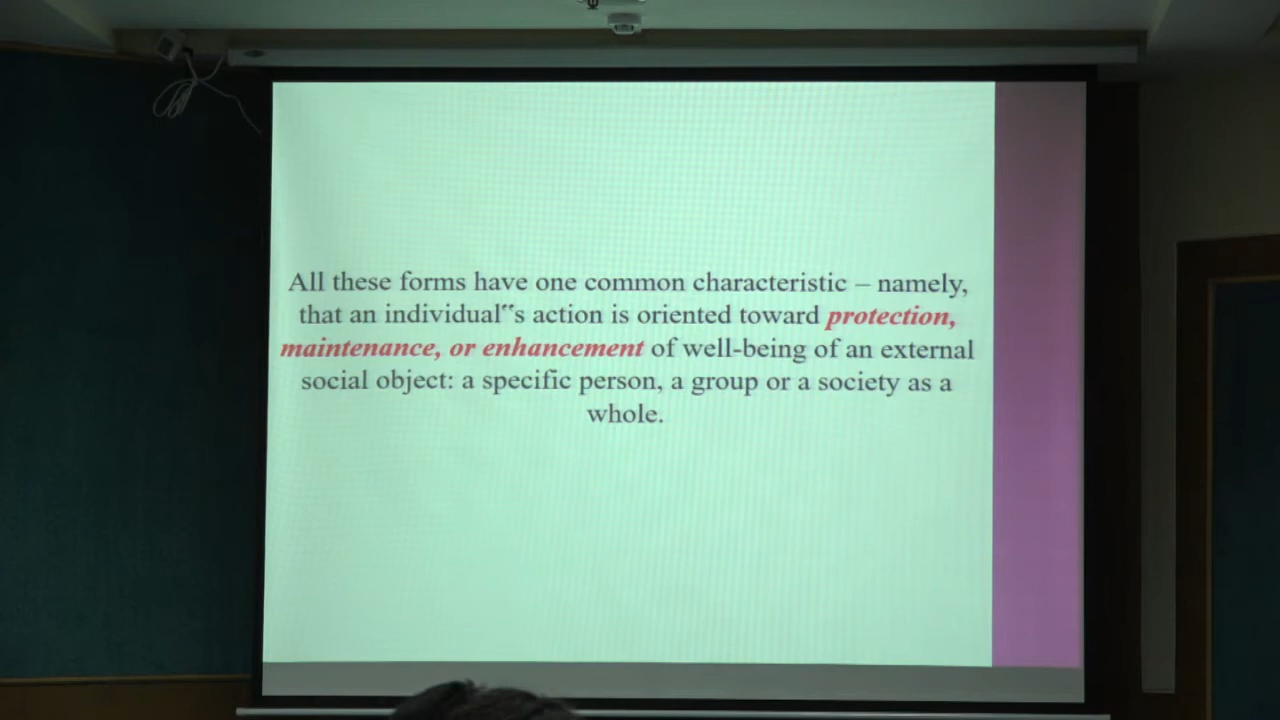 All these forms have one common characteristic – namely,
that an individual‟s action is oriented toward protection,
maintenance, or enhancement of well-being of an external
social object: a specific person, a group or a society as a
whole.